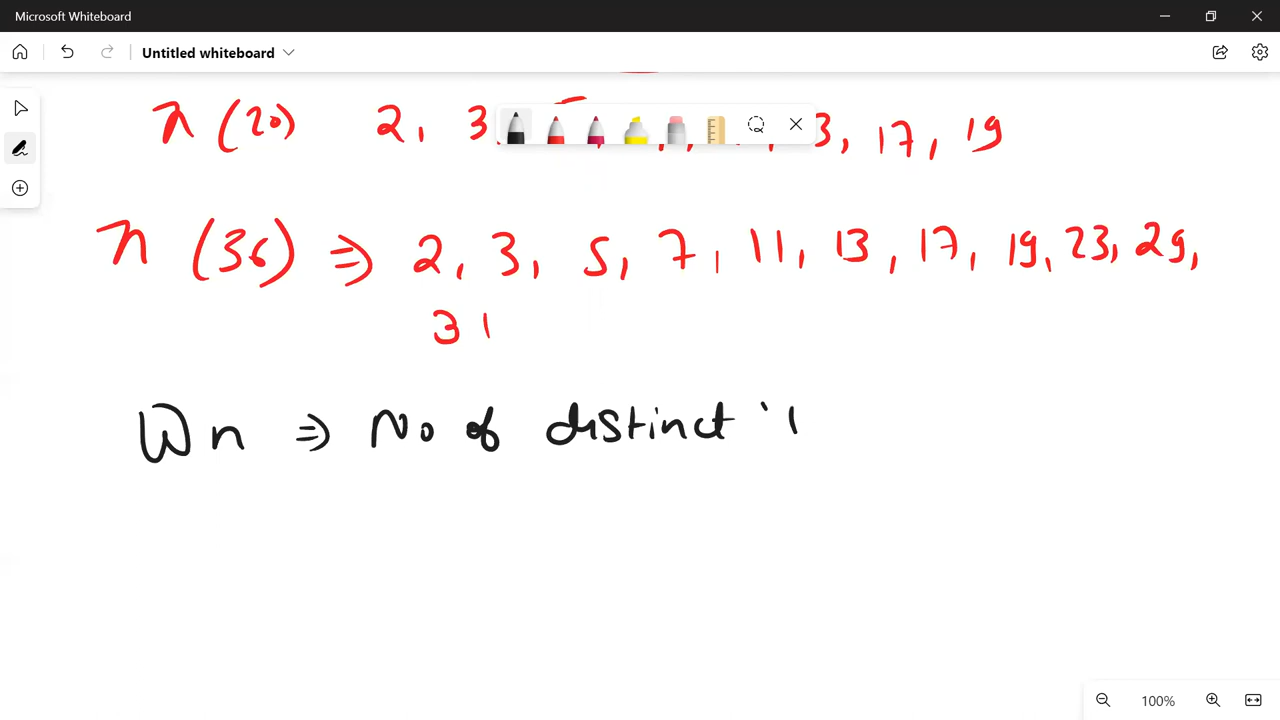 Microsoft Whiteboard
Untitled whiteboard
π (20) 2, 3, 3, 17, 19
π (36) ⇒ 2, 3, 5, 7, 11, 13, 17, 19, 23, 29,
31
ω n ⇒ No of distinct
100%